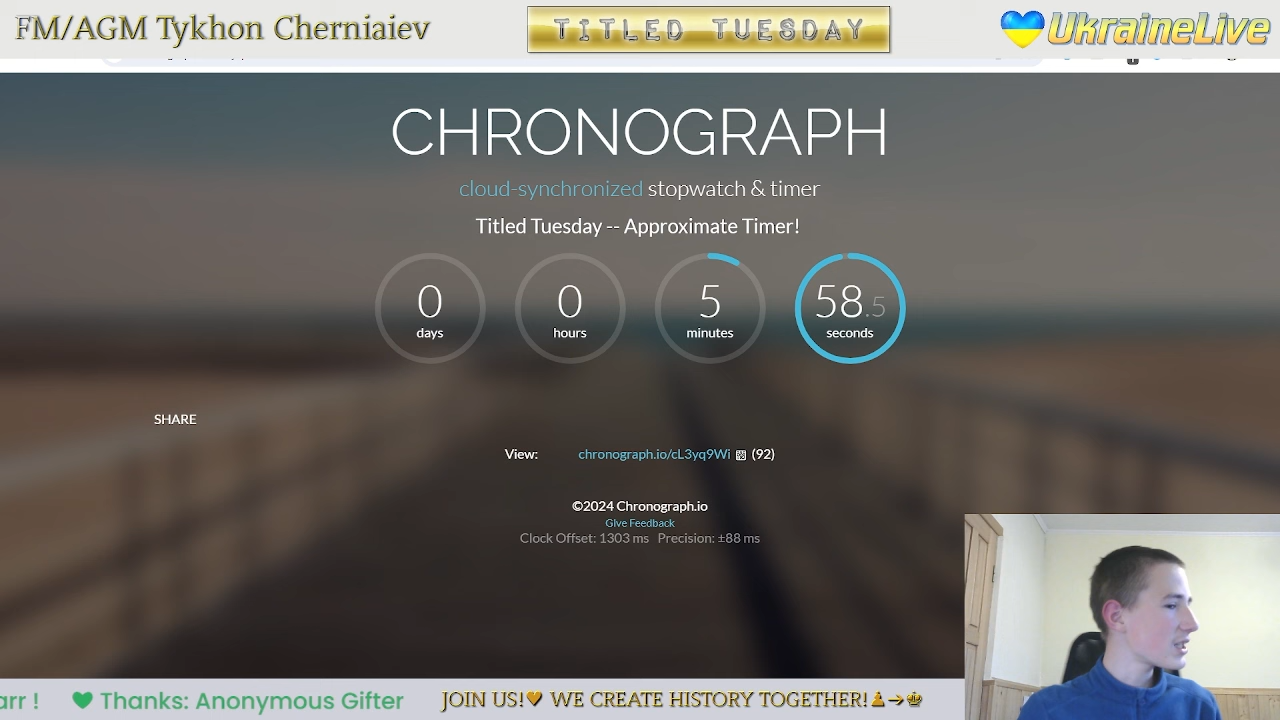 FM/AGM Tykhon Cherniaiev
TITLED TUESDAY
UkraineLive
CHRONOGRAPH
cloud-synchronized stopwatch & timer
Titled Tuesday -- Approximate Timer!
0 days
0 hours
5 minutes
58.5 seconds
SHARE
View: chronograph.io/cL3yq9Wi (92)
©2024 Chronograph.io
Give Feedback
Clock Offset: 1303 ms Precision: ±88 ms
arr ! 💚 Thanks: Anonymous Gifter JOIN US!🧡 WE CREATE HISTORY TOGETHER!♟→♚